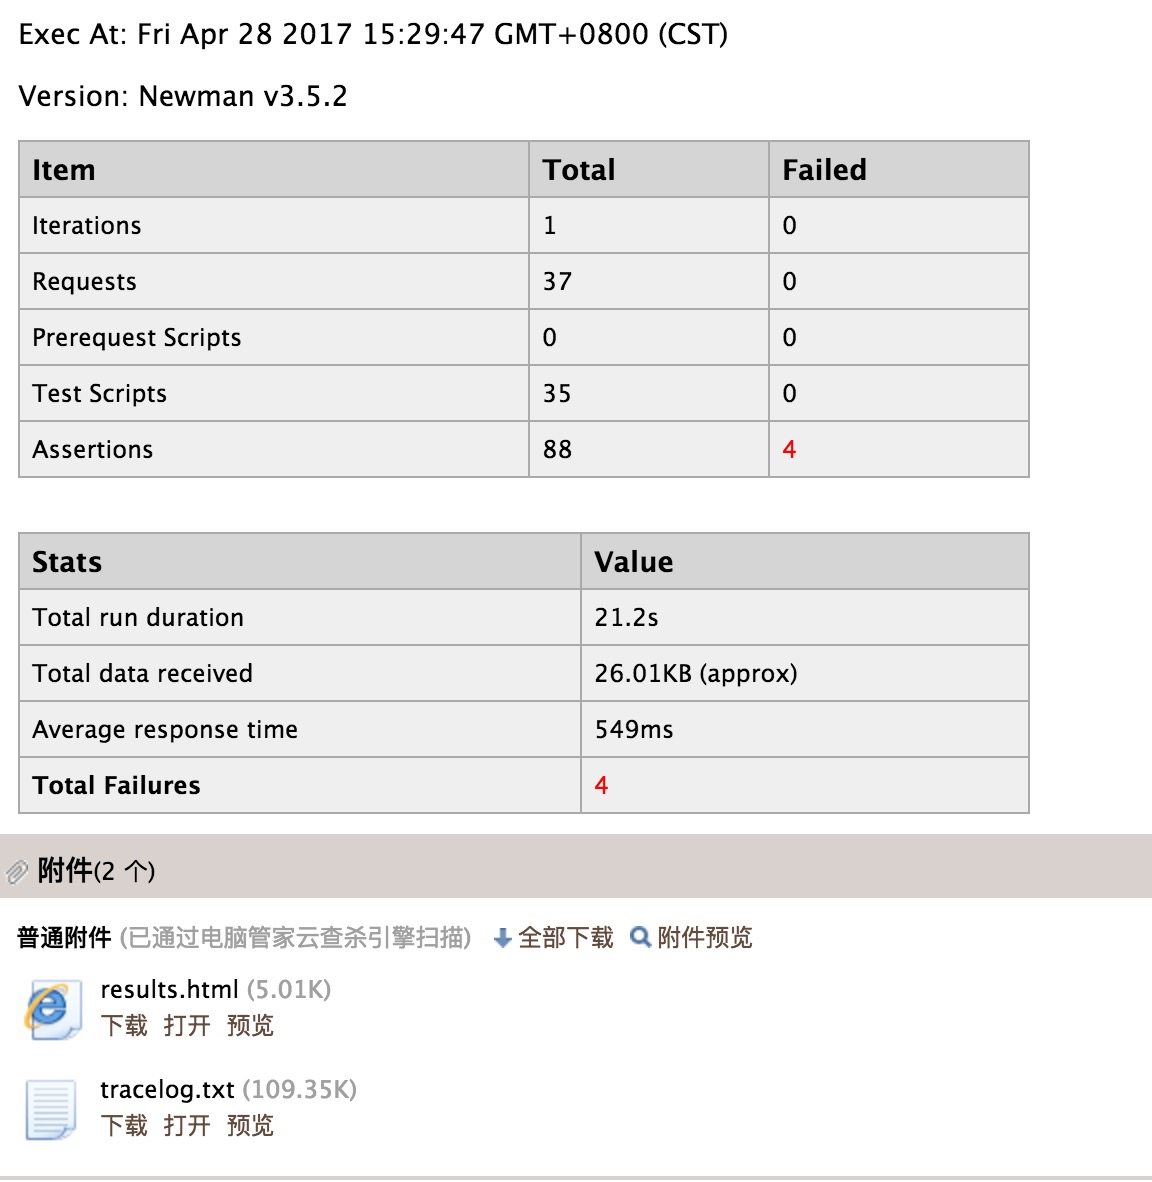 Exec At: Fri Apr 28 2017 15:29:47 GMT+0800 (CST)
Version: Newman v3.5.2
Item Total Failed
Iterations 1 0
Requests 37 0
Prerequest Scripts 0 0
Test Scripts 35 0
Assertions 88 4
Stats Value
Total run duration 21.2s
Total data received 26.01KB (approx)
Average response time 549ms
Total Failures 4
附件(2 个)
普通附件 (已通过电脑管家云查杀引擎扫描) 全部下载 附件预览
results.html (5.01K)
下载 打开 预览
tracelog.txt (109.35K)
下载 打开 预览